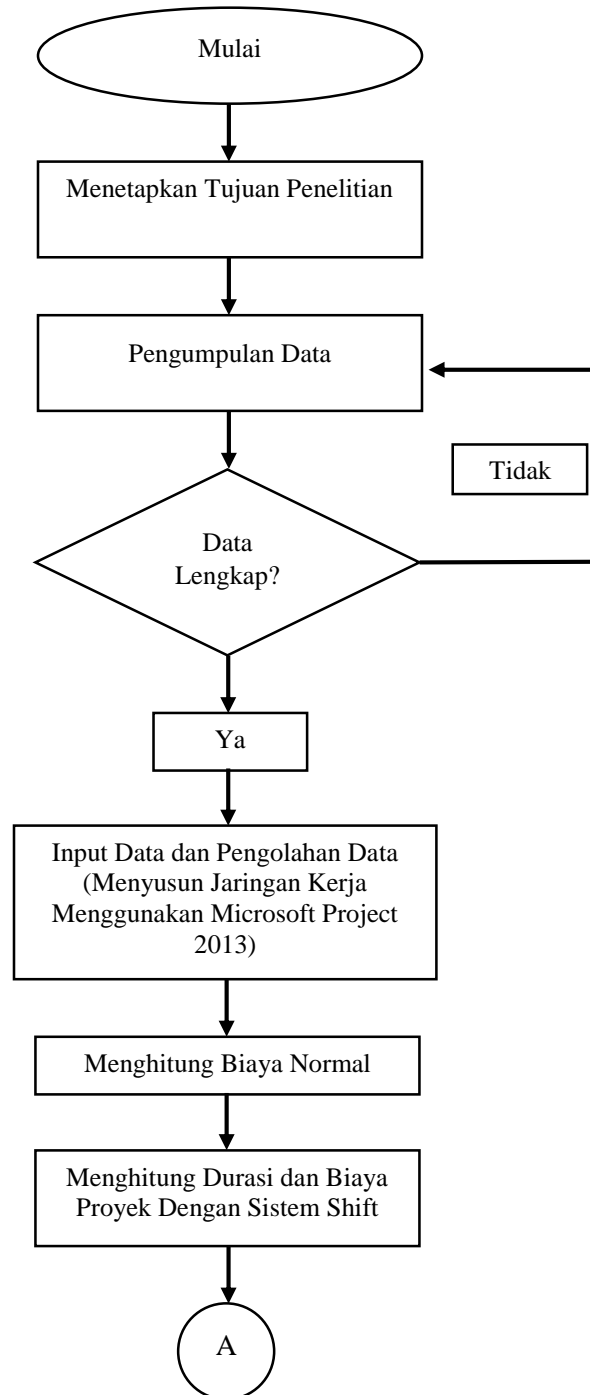 Mulai
Menetapkan Tujuan Penelitian
Pengumpulan Data
Tidak
Data
Lengkap?
Ya
Input Data dan Pengolahan Data
(Menyusun Jaringan Kerja
Menggunakan Microsoft Project
2013)
Menghitung Biaya Normal
Menghitung Durasi dan Biaya
Proyek Dengan Sistem Shift
A